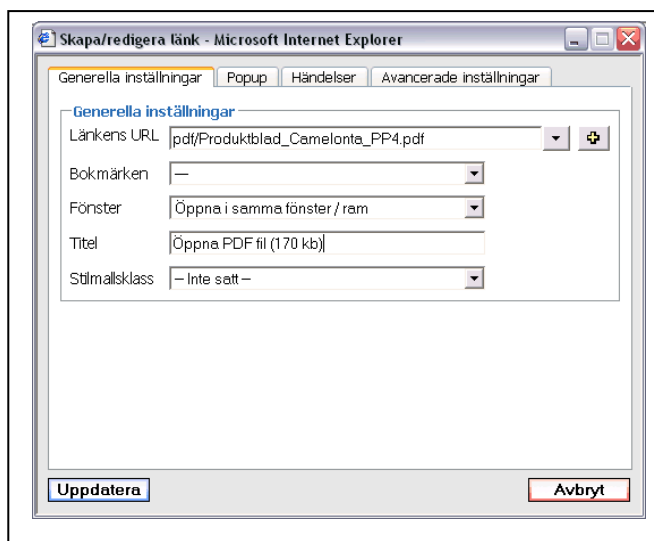 Skapa/redigera länk - Microsoft Internet Explorer
Generella inställningar Popup Händelser Avancerade inställningar
Generella inställningar
Länkens URL pdf/Produktblad_Camelonta_PP4.pdf
Bokmärken —
Fönster Öppna i samma fönster / ram
Titel Öppna PDF fil (170 kb)
Stilmallsklass – Inte satt –
Uppdatera Avbryt